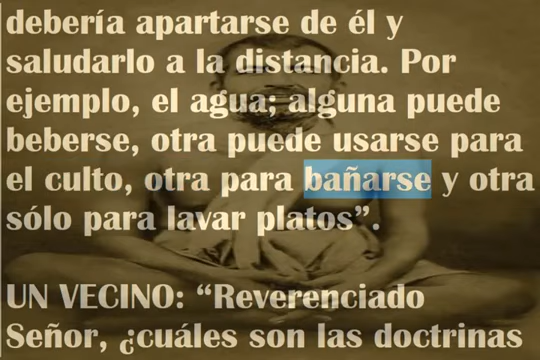 debería apartarse de él y
saludarlo a la distancia. Por
ejemplo, el agua; alguna puede
beberse, otra puede usarse para
el culto, otra para bañarse y otra
sólo para lavar platos”.
UN VECINO: “Reverenciado
Señor, ¿cuáles son las doctrinas